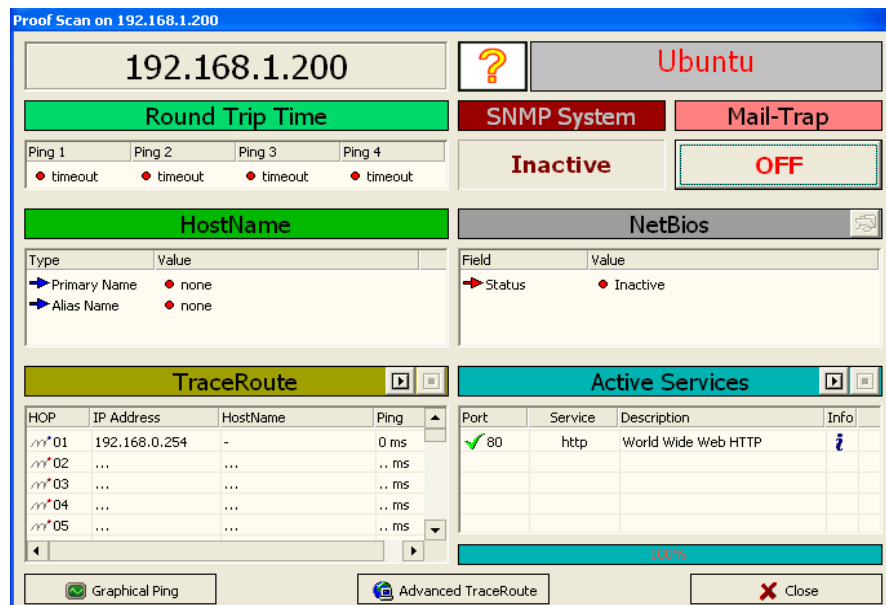 Proof Scan on 192.168.1.200
192.168.1.200
?
Ubuntu
Round Trip Time
SNMP System
Mail-Trap
Ping 1 Ping 2 Ping 3 Ping 4
timeout timeout timeout timeout
Inactive
OFF
HostName
NetBios
Type Value
Primary Name none
Alias Name none
Field Value
Status Inactive
TraceRoute
Active Services
HOP IP Address HostName Ping
01 192.168.0.254 - 0 ms
02 ... ... .. ms
03 ... ... .. ms
04 ... ... .. ms
05 ... ... .. ms
Port Service Description Info
80 http World Wide Web HTTP i
100%
Graphical Ping
Advanced TraceRoute
Close